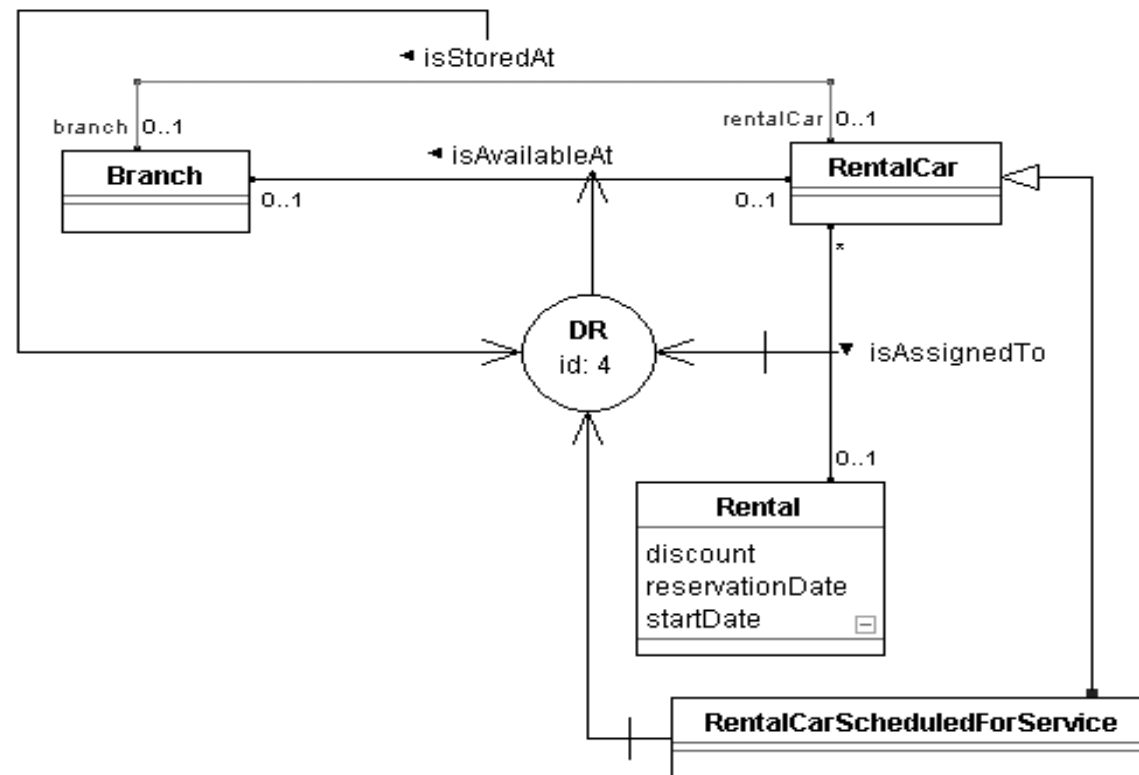 ◄ isStoredAt
branch 0..1
rentalCar 0..1
◄ isAvailableAt
Branch
RentalCar
0..1
0..1
*
DR
id: 4
▼ isAssignedTo
0..1
Rental
discount
reservationDate
startDate
RentalCarScheduledForService